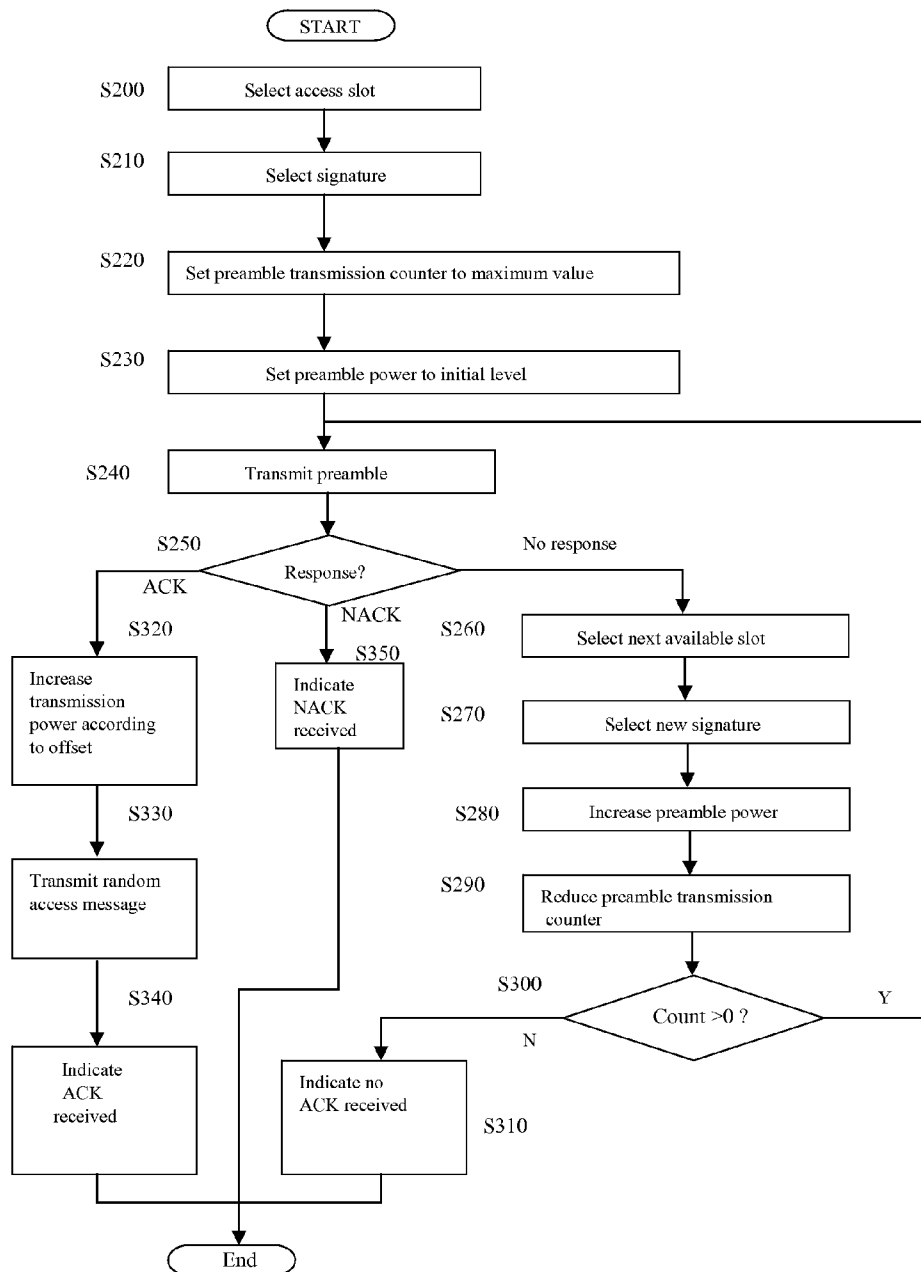 START
S200
Select access slot
S210
Select signature
S220
Set preamble transmission counter to maximum value
S230
Set preamble power to initial level
S240
Transmit preamble
S250
Response?
No response
ACK
NACK
S320
Increase
transmission
power according
to offset
S350
Indicate
NACK
received
S260
Select next available slot
S270
Select new signature
S330
Transmit random
access message
S280
Increase preamble power
S290
Reduce preamble transmission
counter
S300
Count >0 ?
Y
N
S340
Indicate
ACK
received
Indicate no
ACK received
S310
End